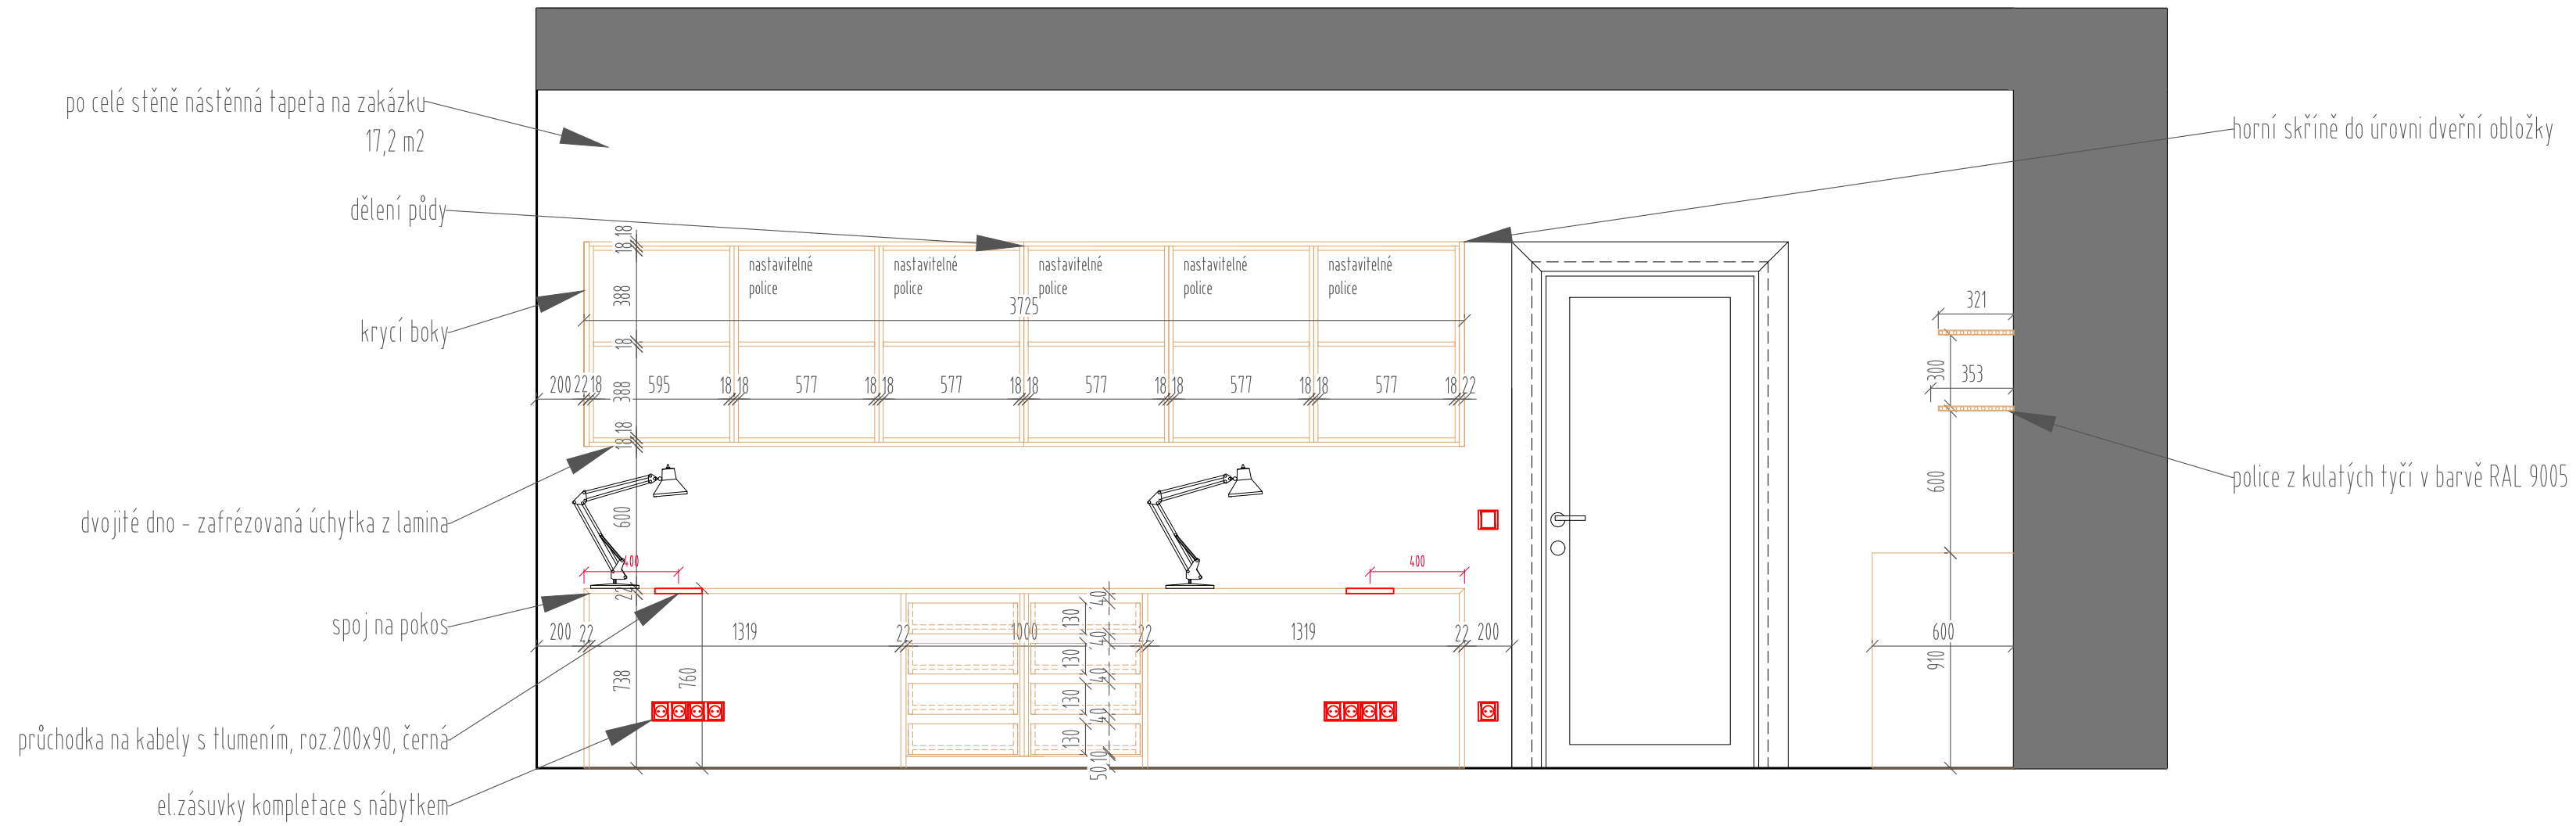 po celé stěně nástěnná tapeta na zakázku
17,2 m2
horní skříně do úrovni dveřní obložky
dělení půdy
18 18
nastavitelné
police
nastavitelné
police
nastavitelné
police
nastavitelné
police
nastavitelné
police
388
3725
321
krycí boky
18
300
353
200 22 18 595 18 18 577 18 18 577 18 18 577 18 18 577 18 18 577 18 22
388
18 18
police z kulatých tyčí v barvě RAL 9005
600
dvojité dno - zafrézovaná úchytka z lamina
600
400
400
22
40
spoj na pokos
130
200 22 1319 22 1000 22 1319 22 200
600
40
130
910
738
760
40
130
40
průchodka na kabely s tlumením, roz.200x90, černá
130
10
50
el.zásuvky kompletace s nábytkem